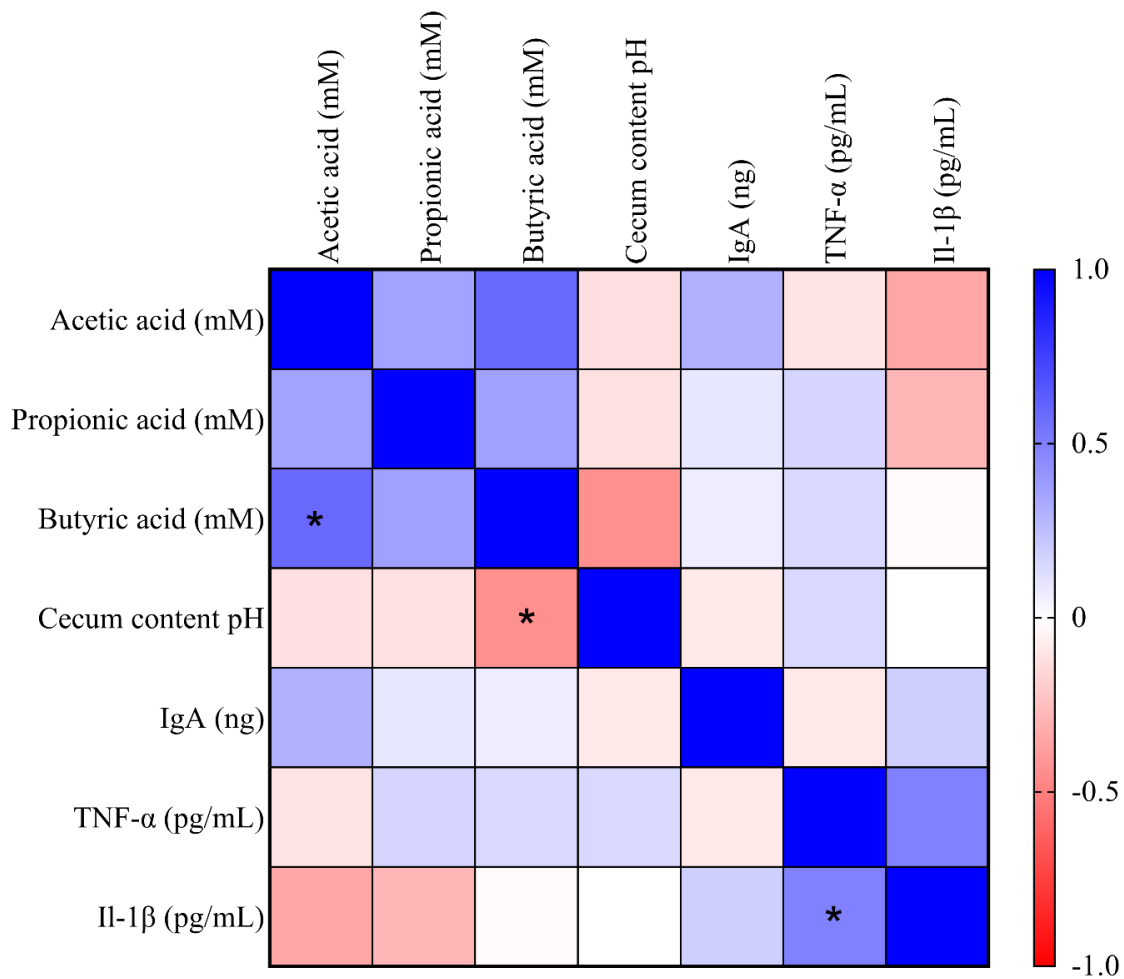 Acetic acid (mM)
Propionic acid (mM)
Butyric acid (mM)
Cecum content pH
IgA (ng)
TNF-α (pg/mL)
Il-1β (pg/mL)
Acetic acid (mM)
Propionic acid (mM)
Butyric acid (mM)
*
Cecum content pH
*
IgA (ng)
TNF-α (pg/mL)
Il-1β (pg/mL)
*
1.0
0.5
0
-0.5
-1.0